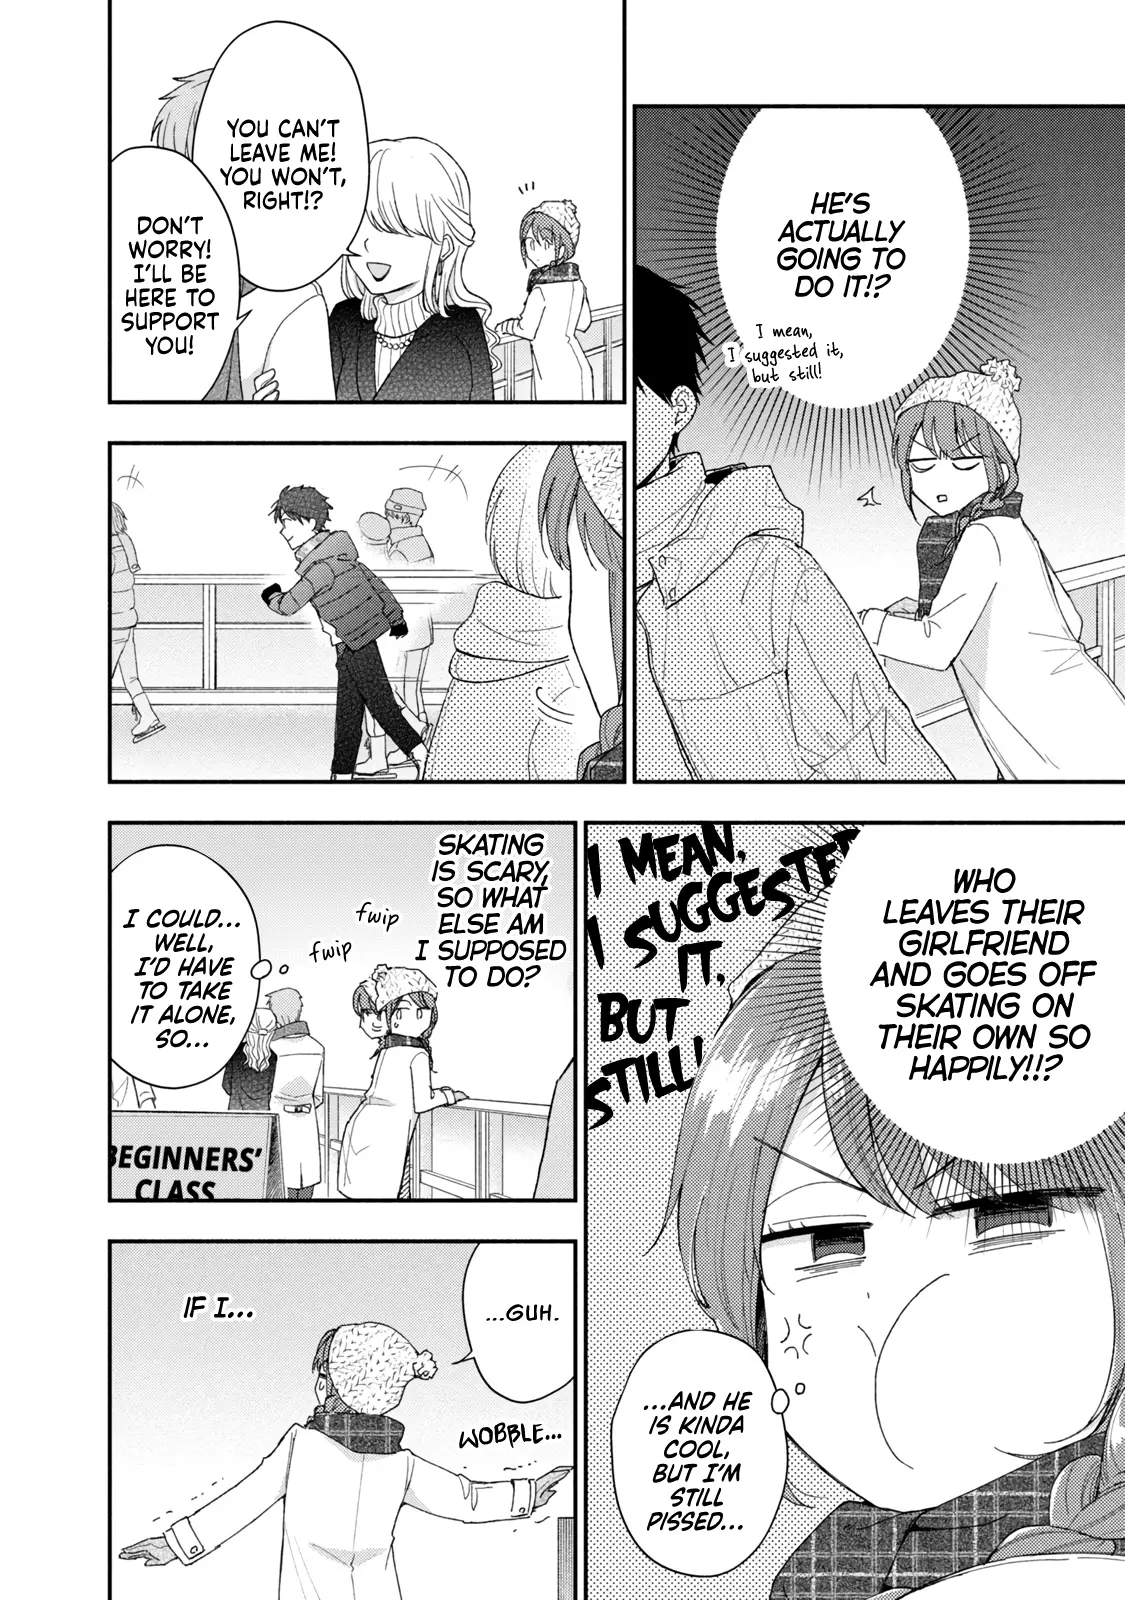 HE'S
ACTUALLY
GOING TO
DO IT!?
I mean,
I suggested it,
but still!
YOU CAN'T
LEAVE ME!
YOU WON'T,
RIGHT!?
DON'T
WORRY!
I'LL BE
HERE TO
SUPPORT
YOU!
WHO
LEAVES THEIR
GIRLFRIEND
AND GOES OFF
SKATING ON
THEIR OWN SO
HAPPILY!!?
I MEAN,
I SUGGESTED
IT,
BUT
STILL!
...AND HE
IS KINDA
COOL,
BUT I'M
STILL
PISSED...
SKATING
IS SCARY,
SO WHAT
ELSE AM
I SUPPOSED
TO DO?
fwip
fwip
I COULD...
WELL,
I'D HAVE
TO TAKE
IT ALONE,
SO...
BEGINNERS'
CLASS
...GUH.
IF I...
WOBBLE...